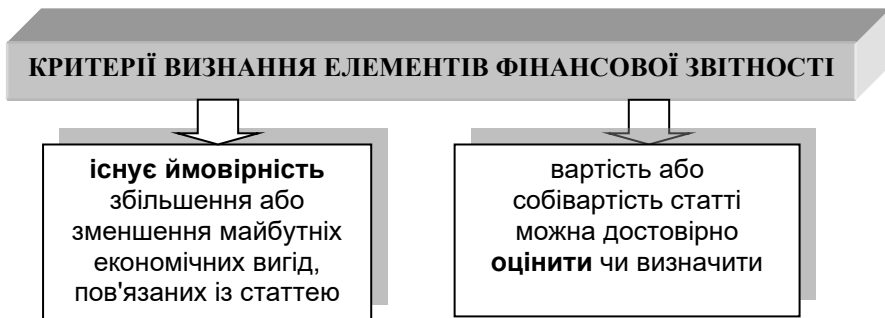 КРИТЕРІЇ ВИЗНАННЯ ЕЛЕМЕНТІВ ФІНАНСОВОЇ ЗВІТНОСТІ
існує ймовірність
збільшення або
зменшення майбутніх
економічних вигід,
пов'язаних із статтею
вартість або
собівартість статті
можна достовірно
оцінити чи визначити